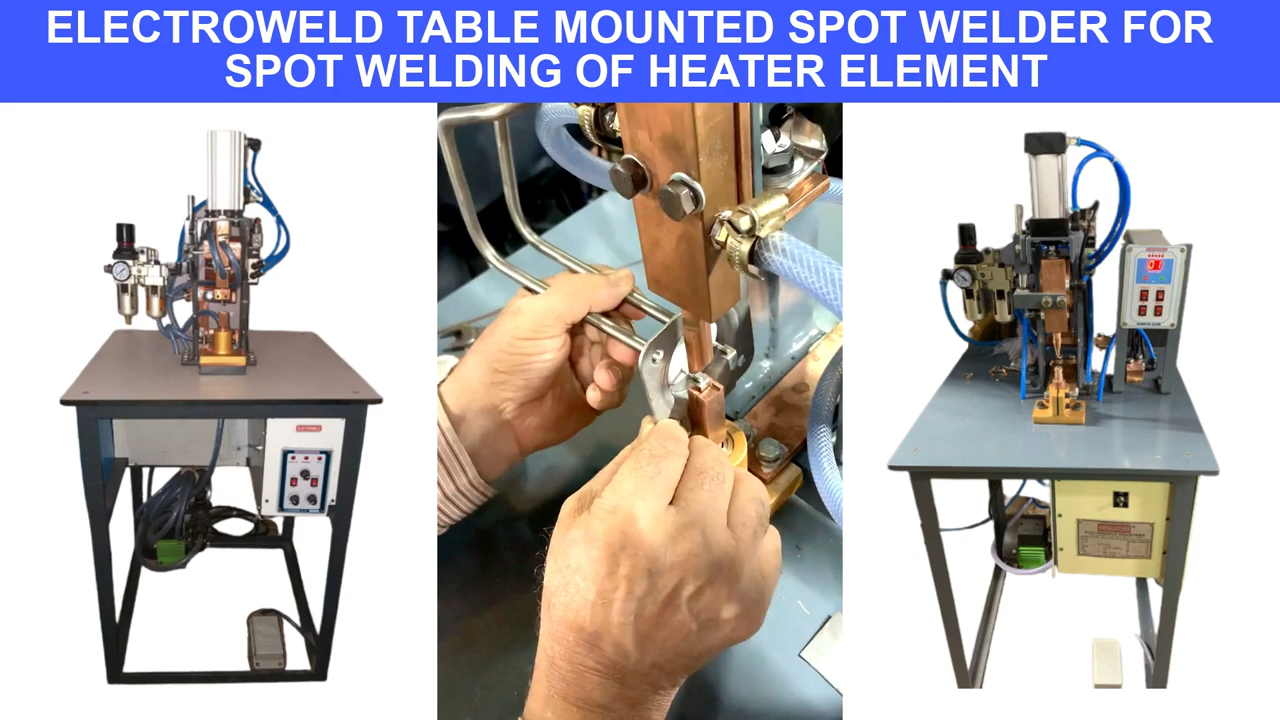 ELECTROWELD TABLE MOUNTED SPOT WELDER FOR
SPOT WELDING OF HEATER ELEMENT